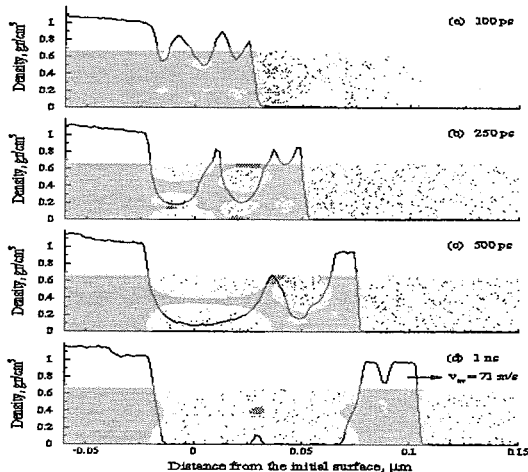 Density, gr/cm³
1
0.8
0.6
0.4
0.2
0
(a) 100 ps
Density, gr/cm³
1
0.8
0.6
0.4
0.2
0
(b) 250 ps
Density, gr/cm³
1
0.8
0.6
0.4
0.2
0
(c) 500 ps
Density, gr/cm³
1
0.8
0.6
0.4
0.2
0
(d) 1 ns
= 71 m/s
-0.05 0 0.05 0.1 0.15
Distance from the initial surface, μm